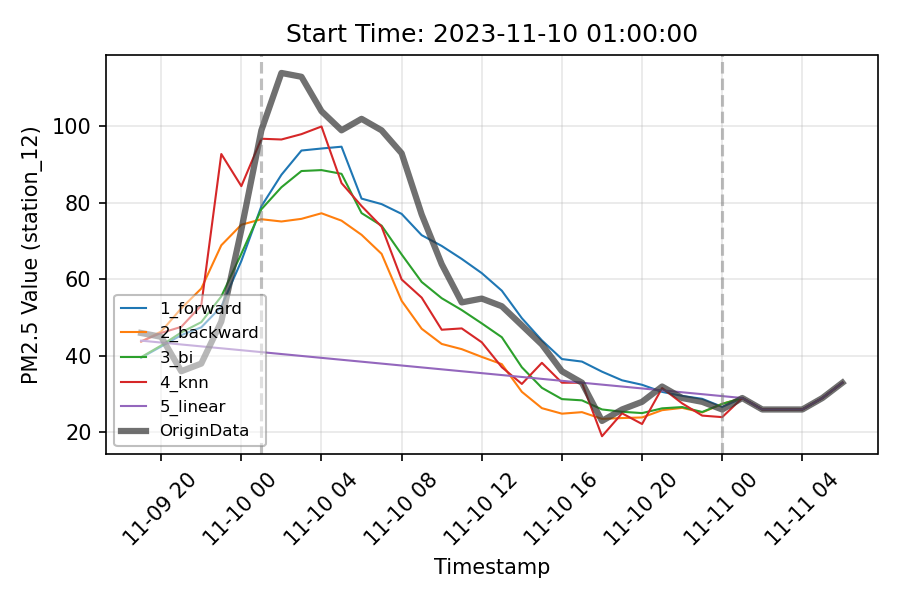 Start Time: 2023-11-10 01:00:00
PM2.5 Value (station_12)
100
80
60
40
20
1_forward
2_backward
3_bi
4_knn
5_linear
OriginData
11-09 20
11-10 00
11-10 04
11-10 08
11-10 12
11-10 16
11-10 20
11-11 00
11-11 04
Timestamp